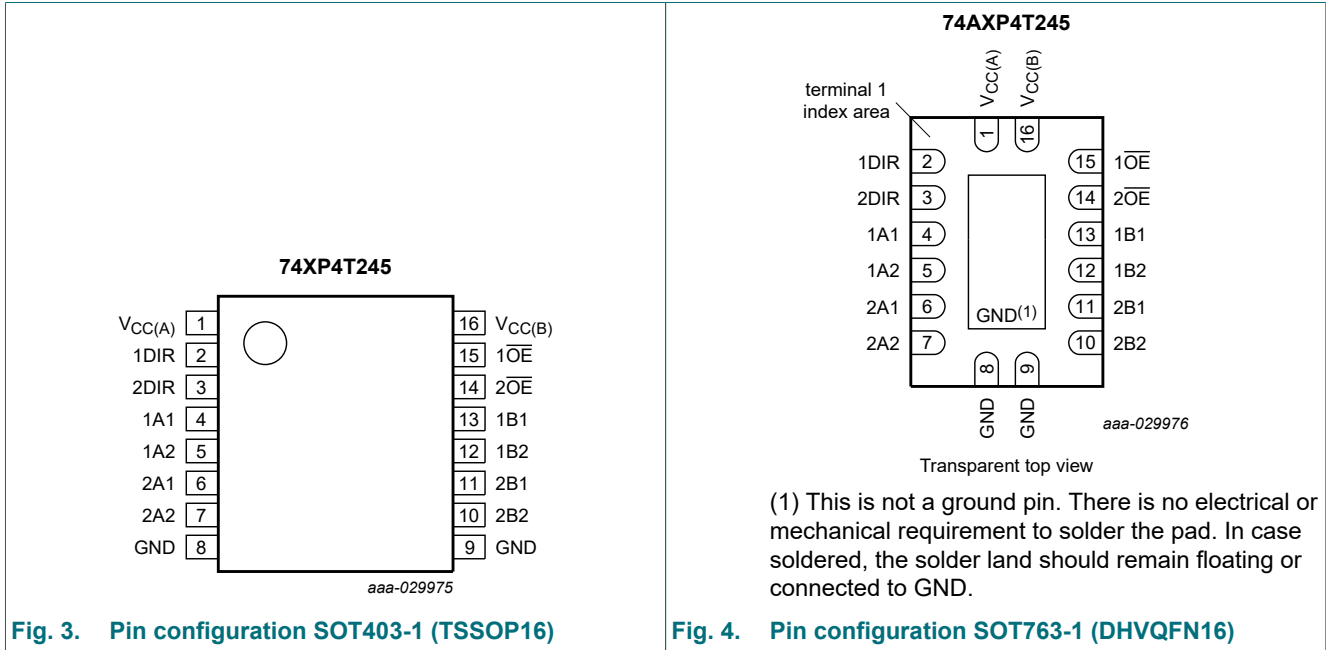 74XP4T245
VCC(A) 1
1DIR 2
2DIR 3
1A1 4
1A2 5
2A1 6
2A2 7
GND 8
16 VCC(B)
15 1OE
14 2OE
13 1B1
12 1B2
11 2B1
10 2B2
9 GND
aaa-029975
Fig. 3. Pin configuration SOT403-1 (TSSOP16)
74AXP4T245
terminal 1
index area
VCC(A)
VCC(B)
1
16
1DIR 2
2DIR 3
1A1 4
1A2 5
2A1 6
2A2 7
15 1OE
14 2OE
13 1B1
12 1B2
11 2B1
10 2B2
GND(1)
8
9
GND
GND
aaa-029976
Transparent top view
(1) This is not a ground pin. There is no electrical or
mechanical requirement to solder the pad. In case
soldered, the solder land should remain floating or
connected to GND.
Fig. 4. Pin configuration SOT763-1 (DHVQFN16)